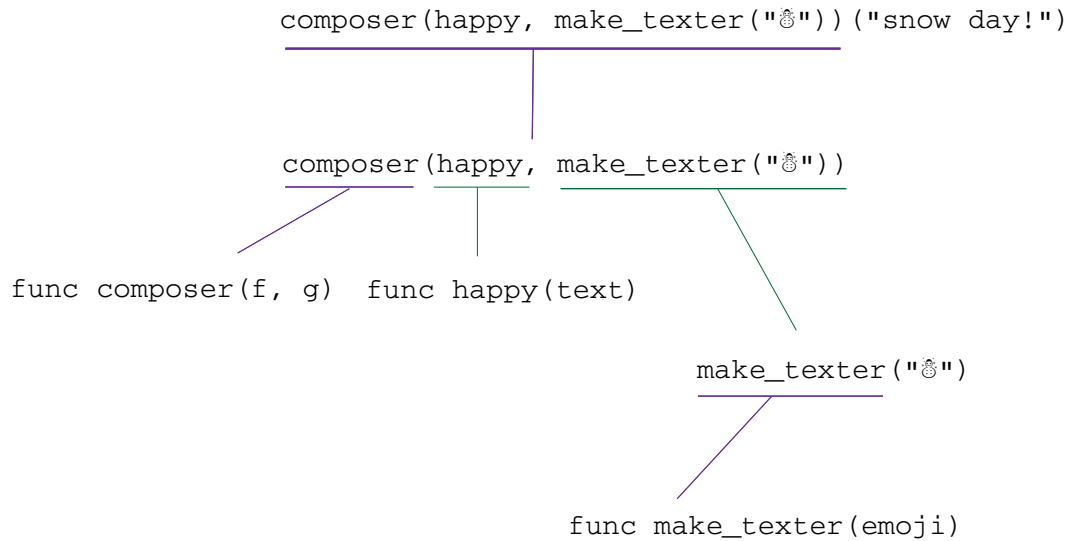 composer(happy, make_texter("☃"))("snow day!")
composer(happy, make_texter("☃"))
func composer(f, g) func happy(text)
make_texter("☃")
func make_texter(emoji)